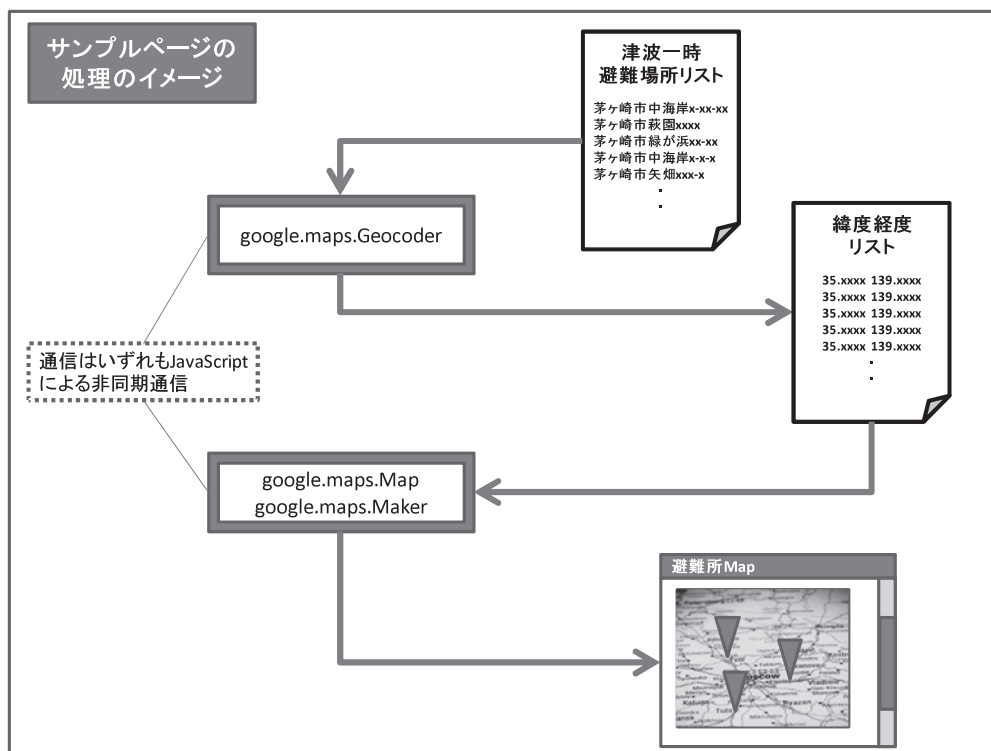 サンプルページの
処理のイメージ
津波一時
避難場所リスト
茅ヶ崎市中海岸x-xx-xx
茅ヶ崎市萩園xxxx
茅ヶ崎市緑が浜xx-xx
茅ヶ崎市中海岸x-x-x
茅ヶ崎市矢畑xxx-x
・
・
google.maps.Geocoder
緯度経度
リスト
35.xxxx 139.xxxx
35.xxxx 139.xxxx
35.xxxx 139.xxxx
35.xxxx 139.xxxx
35.xxxx 139.xxxx
・
・
通信はいずれもJavaScript
による非同期通信
google.maps.Map
google.maps.Maker
避難所Map
Tver
Vladimir
Kaluga
Ryazan
Tula